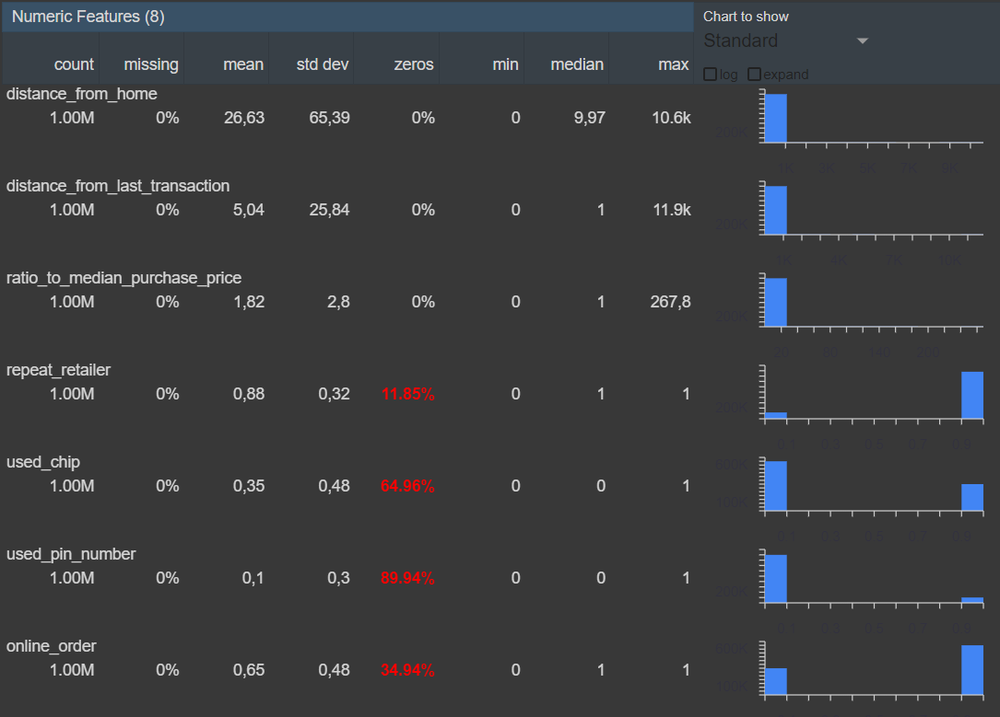 Numeric Features (8)
Chart to show
Standard
count missing mean std dev zeros min median max
log expand
distance_from_home
1.00M 0% 26,63 65,39 0% 0 9,97 10.6k
distance_from_last_transaction
1.00M 0% 5,04 25,84 0% 0 1 11.9k
ratio_to_median_purchase_price
1.00M 0% 1,82 2,8 0% 0 1 267,8
repeat_retailer
1.00M 0% 0,88 0,32 11.85% 0 1 1
used_chip
1.00M 0% 0,35 0,48 64.96% 0 0 1
used_pin_number
1.00M 0% 0,1 0,3 89.94% 0 0 1
online_order
1.00M 0% 0,65 0,48 34.94% 0 1 1